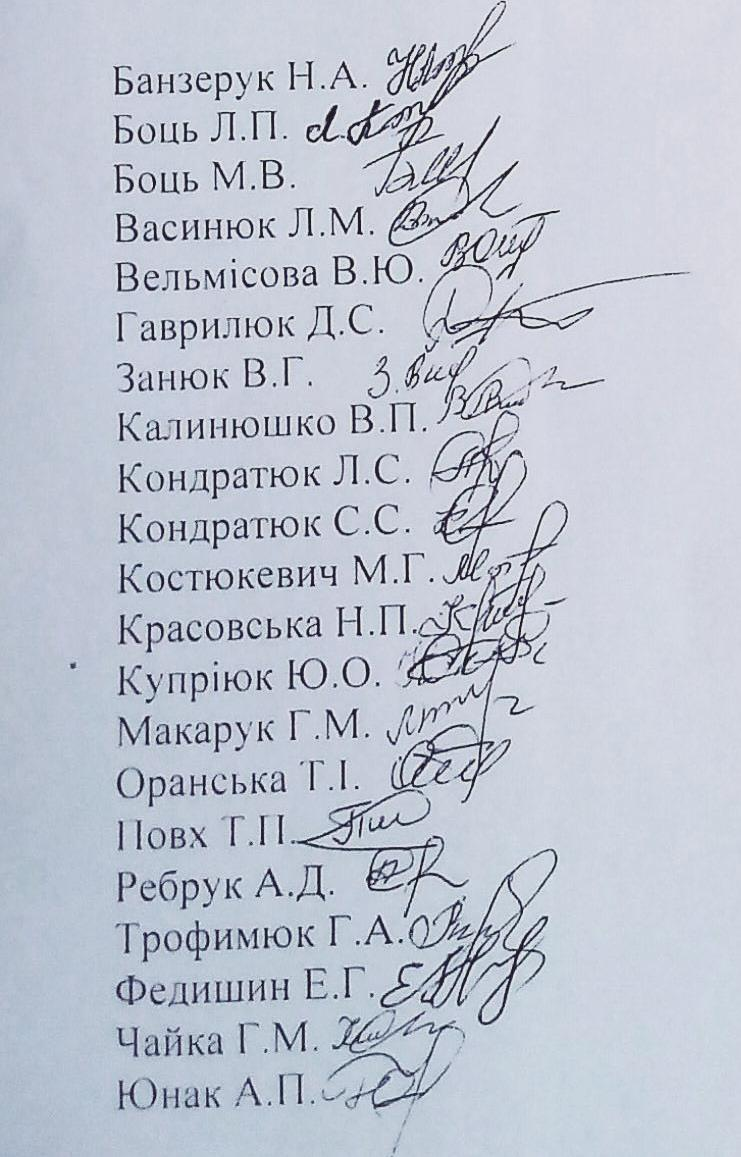 Банзерук Н.А.
Боць Л.П.
Боць М.В.
Васинюк Л.М.
Вельмісова В.Ю.
Гаврилюк Д.С.
Занюк В.Г.
Калинюшко В.П.
Кондратюк Л.С.
Кондратюк С.С.
Костюкевич М.Г.
Красовська Н.П.
Купріюк Ю.О.
Макарук Г.М.
Оранська Т.І.
Повх Т.П.
Ребрук А.Д.
Трофимюк Г.А.
Федишин Е.Г.
Чайка Г.М.
Юнак А.П.